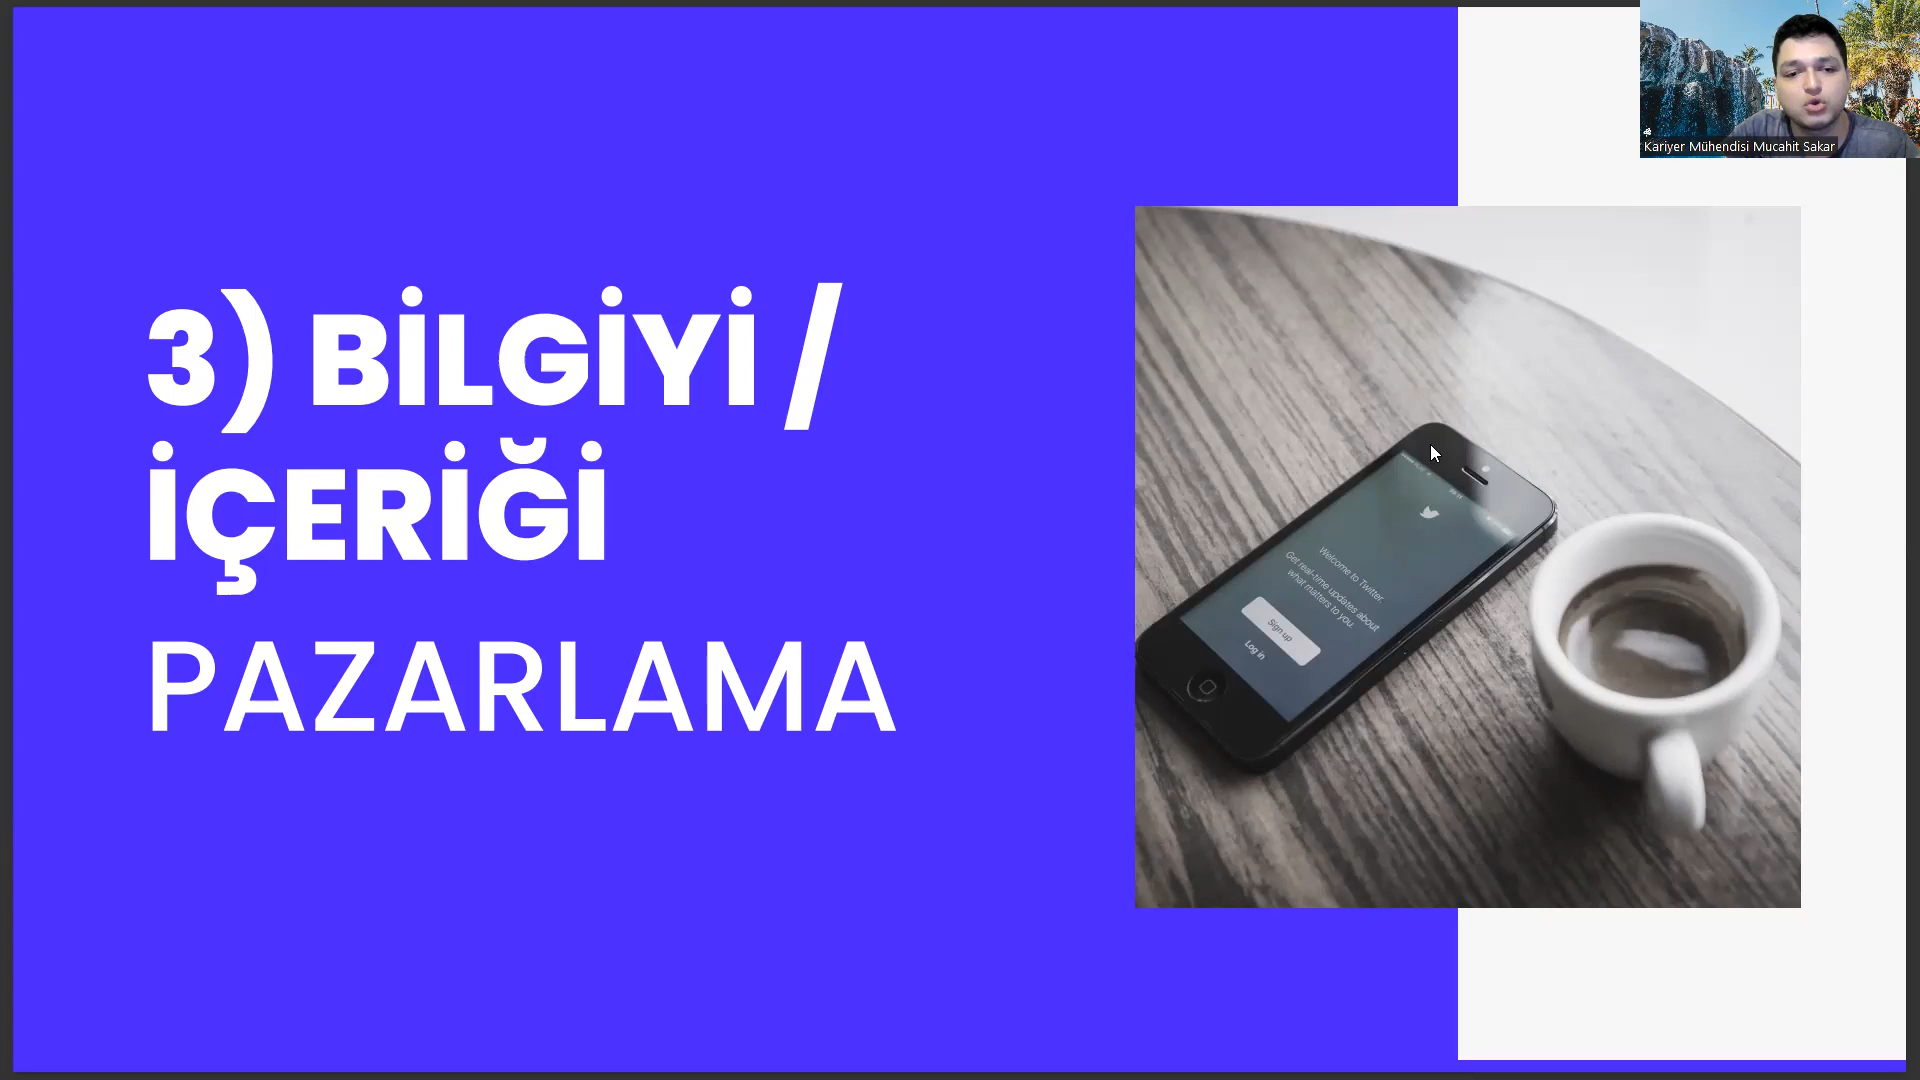 3) BİLGİYİ /
İÇERİĞİ
PAZARLAMA
Kariyer Mühendisi Mucahit Sakar
Welcome to Twitter.
Get real-time updates about
what matters to you.
Sign up
Log in